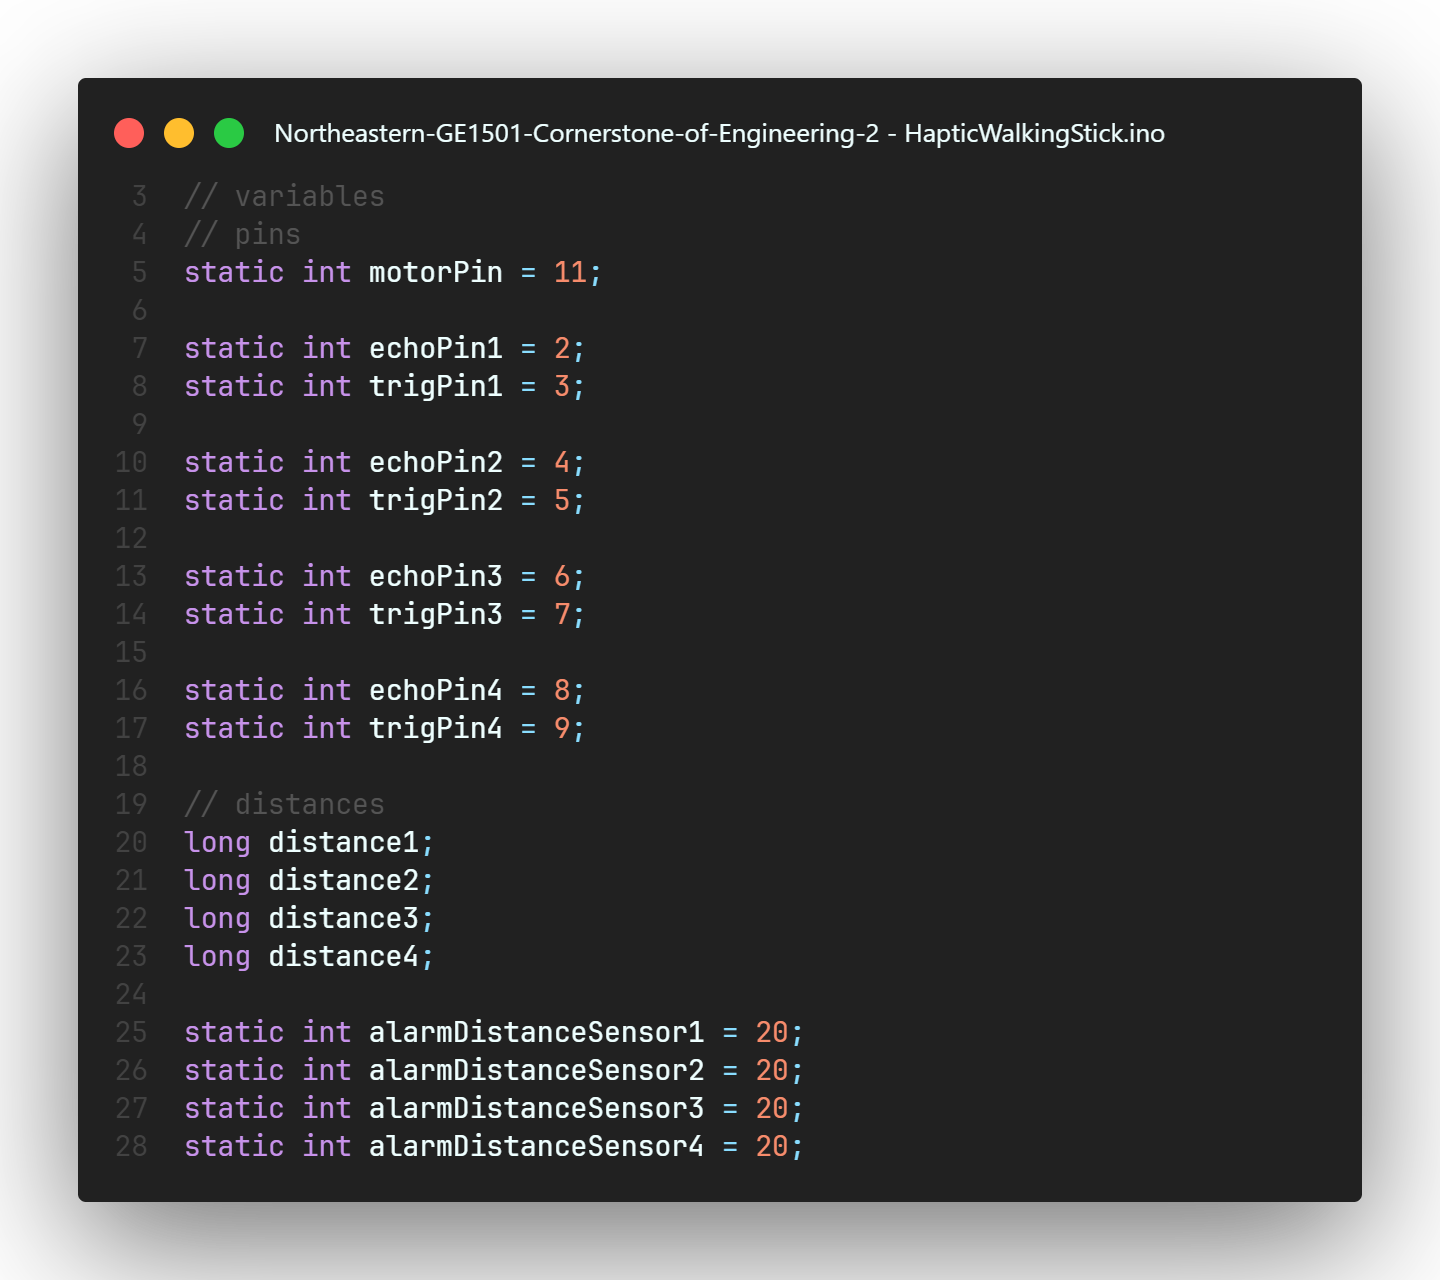 Northeastern-GE1501-Cornerstone-of-Engineering-2 - HapticWalkingStick.ino
3 // variables
4 // pins
5 static int motorPin = 11;
6
7 static int echoPin1 = 2;
8 static int trigPin1 = 3;
9
10 static int echoPin2 = 4;
11 static int trigPin2 = 5;
12
13 static int echoPin3 = 6;
14 static int trigPin3 = 7;
15
16 static int echoPin4 = 8;
17 static int trigPin4 = 9;
18
19 // distances
20 long distance1;
21 long distance2;
22 long distance3;
23 long distance4;
24
25 static int alarmDistanceSensor1 = 20;
26 static int alarmDistanceSensor2 = 20;
27 static int alarmDistanceSensor3 = 20;
28 static int alarmDistanceSensor4 = 20;